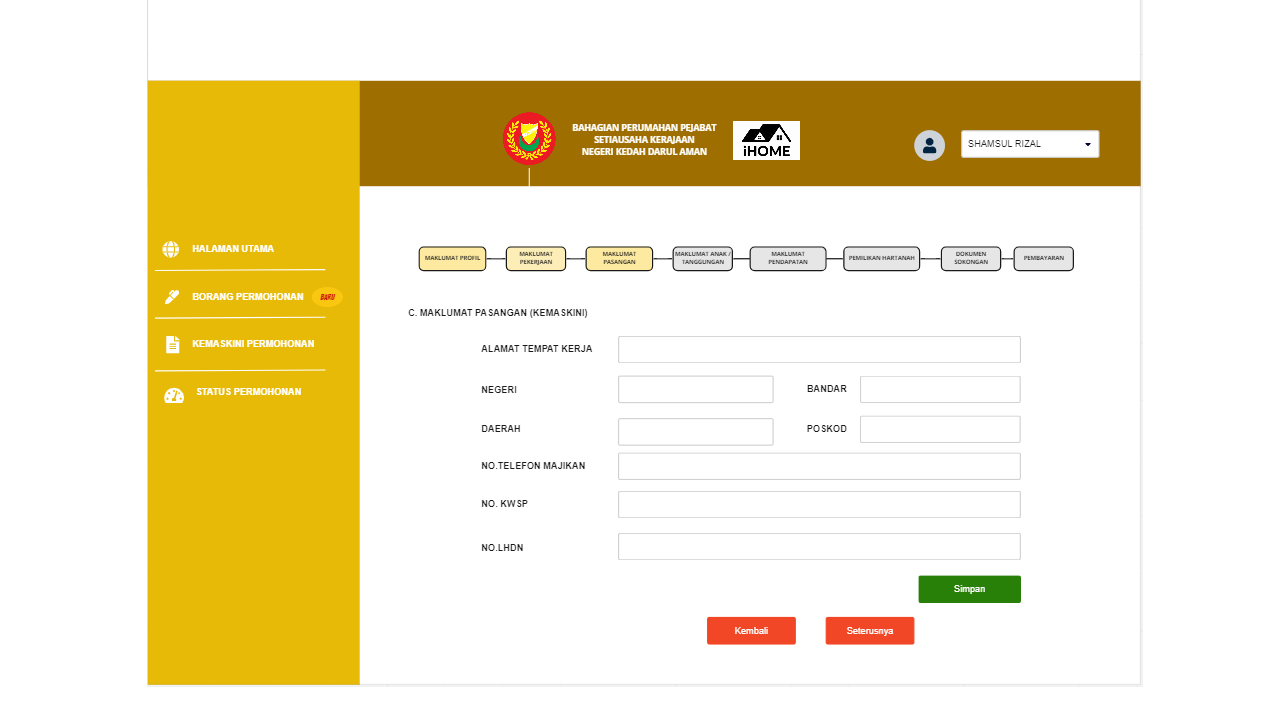 BAHAGIAN PERUMAHAN PEJABAT
SETIAUSAHA KERAJAAN
NEGERI KEDAH DARUL AMAN
iHOME
SHAMSUL RIZAL
HALAMAN UTAMA
BORANG PERMOHONAN BARU
KEMASKINI PERMOHONAN
STATUS PERMOHONAN
MAKLUMAT PROFIL
MAKLUMAT
PEKERJAAN
MAKLUMAT
PASANGAN
MAKLUMAT ANAK /
TANGGUNGAN
MAKLUMAT
PENDAPATAN
PEMILIKAN HARTANAH
DOKUMEN
SOKONGAN
PEMBAYARAN
C. MAKLUMAT PASANGAN (KEMASKINI)
ALAMAT TEMPAT KERJA
NEGERI
BANDAR
DAERAH
POSKOD
NO.TELEFON MAJIKAN
NO. KWSP
NO.LHDN
Simpan
Kembali
Seterusnya